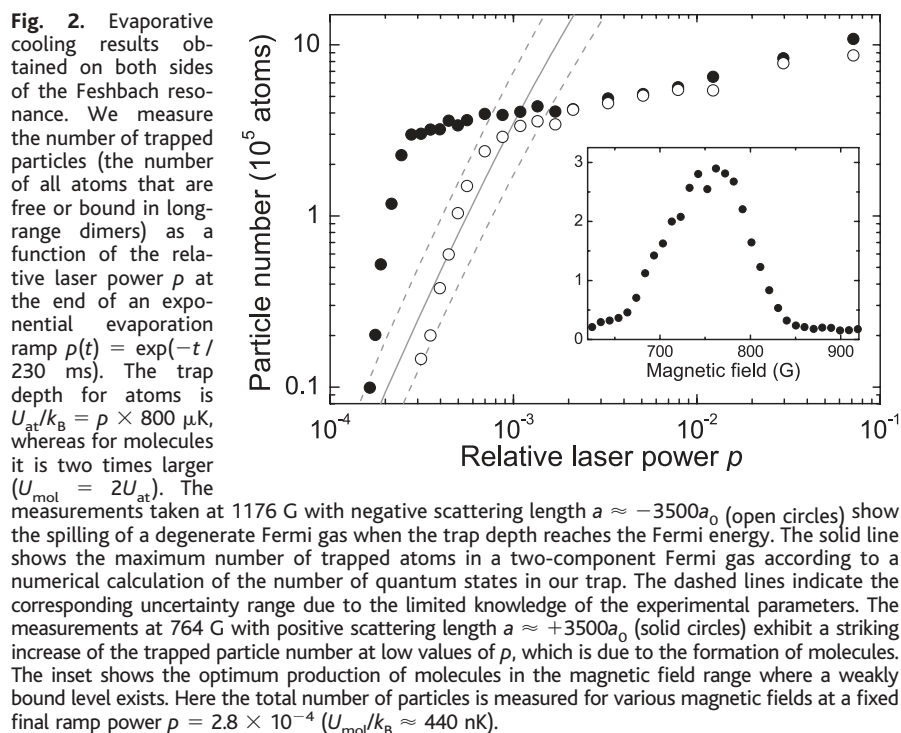 Fig. 2. Evaporative
cooling results ob-
tained on both sides
of the Feshbach reso-
nance. We measure
the number of trapped
particles (the number
of all atoms that are
free or bound in long-
range dimers) as a
function of the rela-
tive laser power p at
the end of an expo-
nential evaporation
ramp p(t) = exp(−t /
230 ms). The trap
depth for atoms is
U_at/k_B = p × 800 μK,
whereas for molecules
it is two times larger
(U_mol = 2U_at). The
measurements taken at 1176 G with negative scattering length a ≈ −3500a_0 (open circles) show
the spilling of a degenerate Fermi gas when the trap depth reaches the Fermi energy. The solid line
shows the maximum number of trapped atoms in a two-component Fermi gas according to a
numerical calculation of the number of quantum states in our trap. The dashed lines indicate the
corresponding uncertainty range due to the limited knowledge of the experimental parameters. The
measurements at 764 G with positive scattering length a ≈ +3500a_0 (solid circles) exhibit a striking
increase of the trapped particle number at low values of p, which is due to the formation of molecules.
The inset shows the optimum production of molecules in the magnetic field range where a weakly
bound level exists. Here the total number of particles is measured for various magnetic fields at a fixed
final ramp power p = 2.8 × 10⁻⁴ (U_mol/k_B ≈ 440 nK).
Particle number (10⁵ atoms)
10
1
0.1
10⁻⁴ 10⁻³ 10⁻² 10⁻¹
Relative laser power p
3
2
1
0
700 800 900
Magnetic field (G)